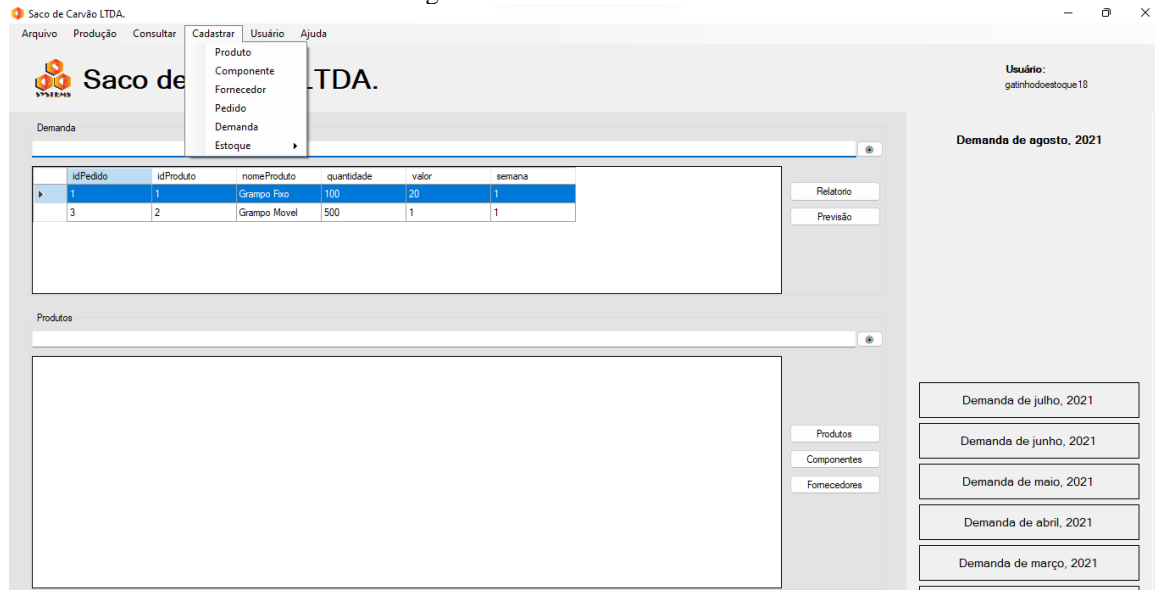 Saco de Carvão LTDA.
Arquivo Produção Consultar Cadastrar Usuário Ajuda
Produto
Componente
Fornecedor
Pedido
Demanda
Estoque
SYSTEMS
Saco de LTDA.
Usuário:
gatinhodoestoque18
Demanda
Demanda de agosto, 2021
idPedido idProduto nomeProduto quantidade valor semana
1 1 Grampo Fixo 100 20 1
3 2 Grampo Movel 500 1 1
Relatorio
Previsão
Produtos
Produtos
Componentes
Fornecedores
Demanda de julho, 2021
Demanda de junho, 2021
Demanda de maio, 2021
Demanda de abril, 2021
Demanda de março, 2021